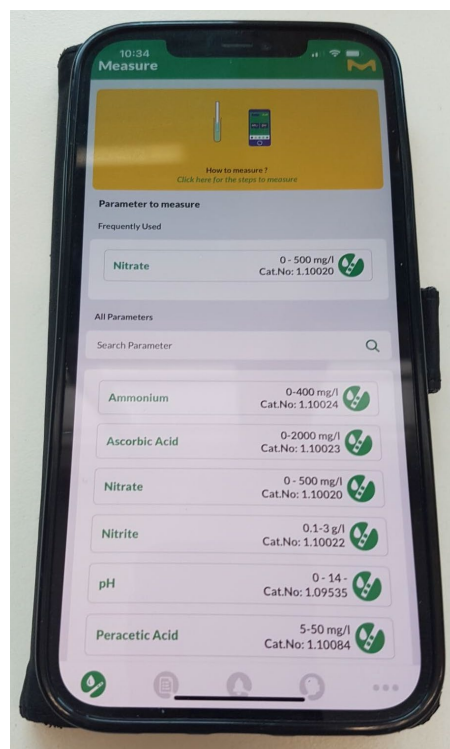 10:34
Measure
How to measure ?
Click here for the steps to measure
Parameter to measure
Frequently Used
Nitrate
0 - 500 mg/l
Cat.No: 1.10020
All Parameters
Search Parameter
Ammonium
0-400 mg/l
Cat.No: 1.10024
Ascorbic Acid
0-2000 mg/l
Cat.No: 1.10023
Nitrate
0 - 500 mg/l
Cat.No: 1.10020
Nitrite
0.1-3 g/l
Cat.No: 1.10022
pH
0 - 14 -
Cat.No: 1.09535
Peracetic Acid
5-50 mg/l
Cat.No: 1.10084